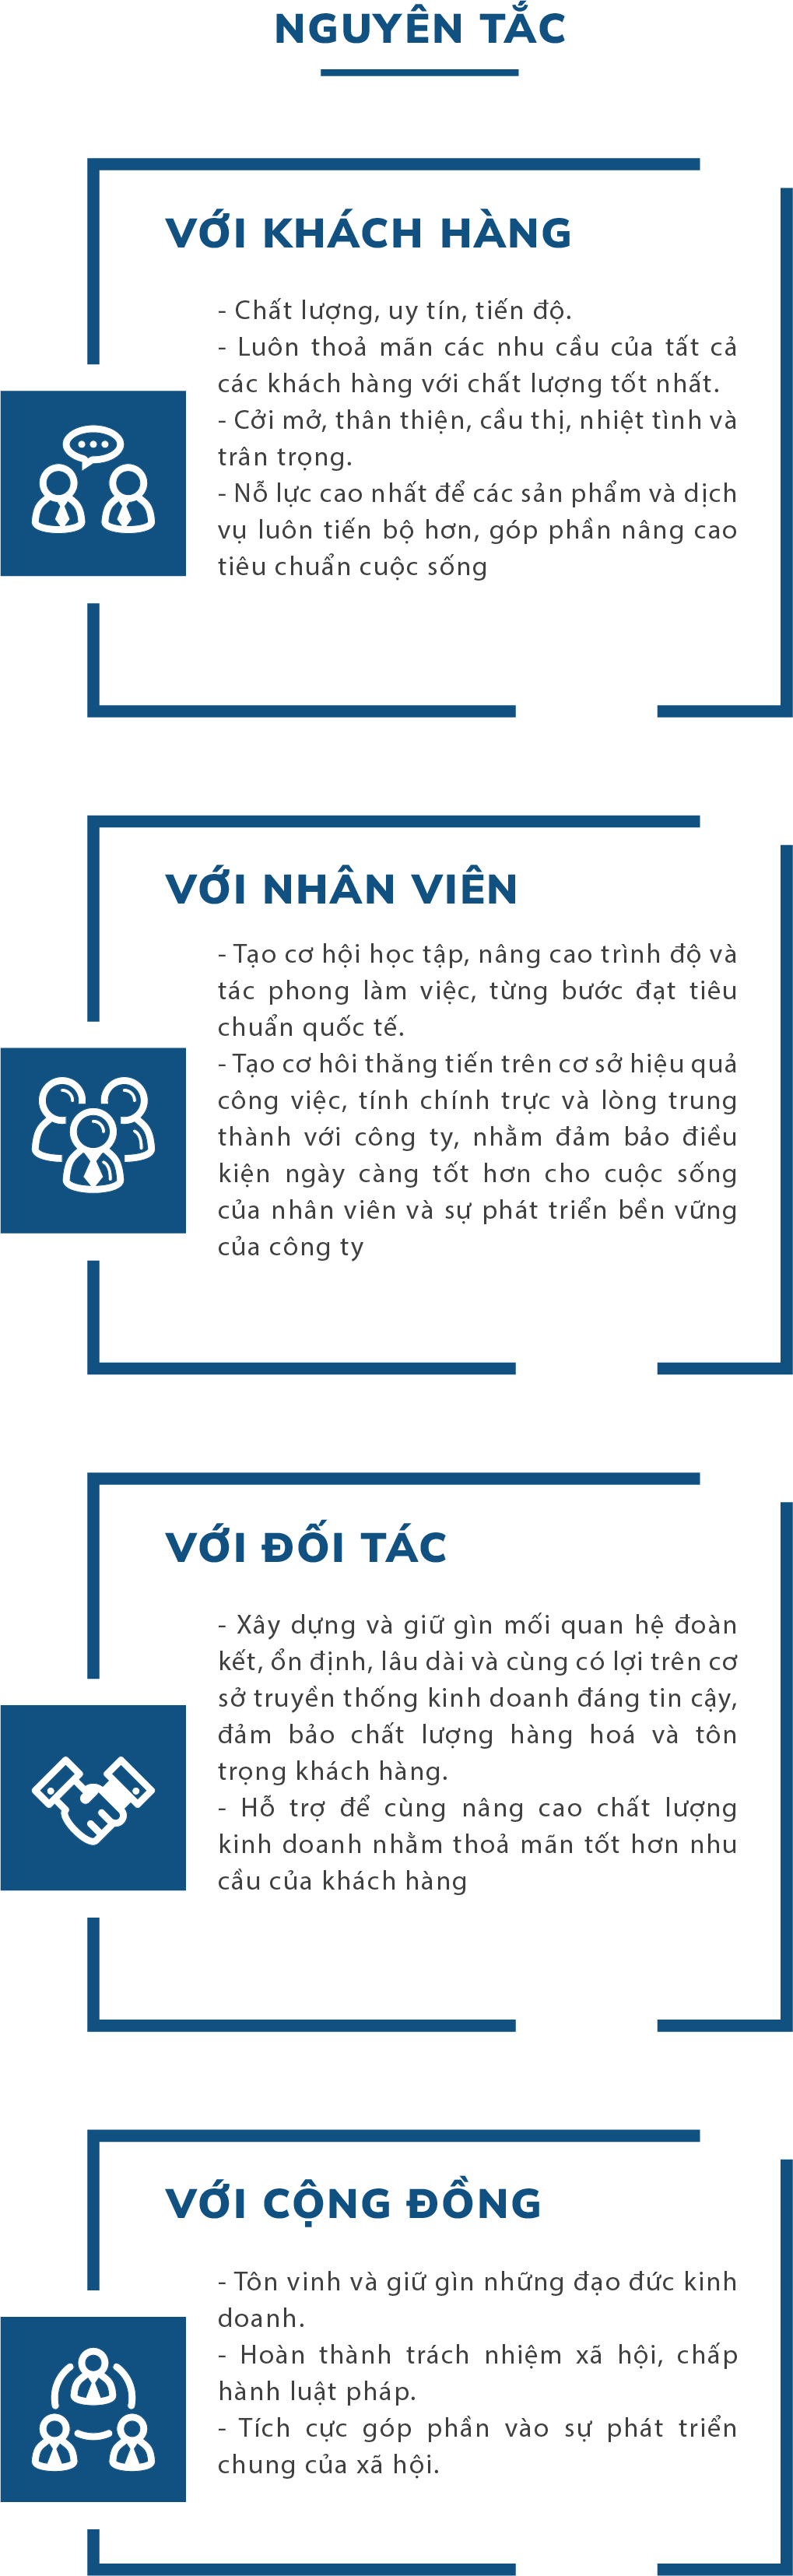 NGUYÊN TẮC
VỚI KHÁCH HÀNG
- Chất lượng, uy tín, tiến độ.
- Luôn thoả mãn các nhu cầu của tất cả
các khách hàng với chất lượng tốt nhất.
- Cởi mở, thân thiện, cầu thị, nhiệt tình và
trân trọng.
- Nỗ lực cao nhất để các sản phẩm và dịch
vụ luôn tiến bộ hơn, góp phần nâng cao
tiêu chuẩn cuộc sống
VỚI NHÂN VIÊN
- Tạo cơ hội học tập, nâng cao trình độ và
tác phong làm việc, từng bước đạt tiêu
chuẩn quốc tế.
- Tạo cơ hôi thăng tiến trên cơ sở hiệu quả
công việc, tính chính trực và lòng trung
thành với công ty, nhằm đảm bảo điều
kiện ngày càng tốt hơn cho cuộc sống
của nhân viên và sự phát triển bền vững
của công ty
VỚI ĐỐI TÁC
- Xây dựng và giữ gìn mối quan hệ đoàn
kết, ổn định, lâu dài và cùng có lợi trên cơ
sở truyền thống kinh doanh đáng tin cậy,
đảm bảo chất lượng hàng hoá và tôn
trọng khách hàng.
- Hỗ trợ để cùng nâng cao chất lượng
kinh doanh nhằm thoả mãn tốt hơn nhu
cầu của khách hàng
VỚI CỘNG ĐỒNG
- Tôn vinh và giữ gìn những đạo đức kinh
doanh.
- Hoàn thành trách nhiệm xã hội, chấp
hành luật pháp.
- Tích cực góp phần vào sự phát triển
chung của xã hội.